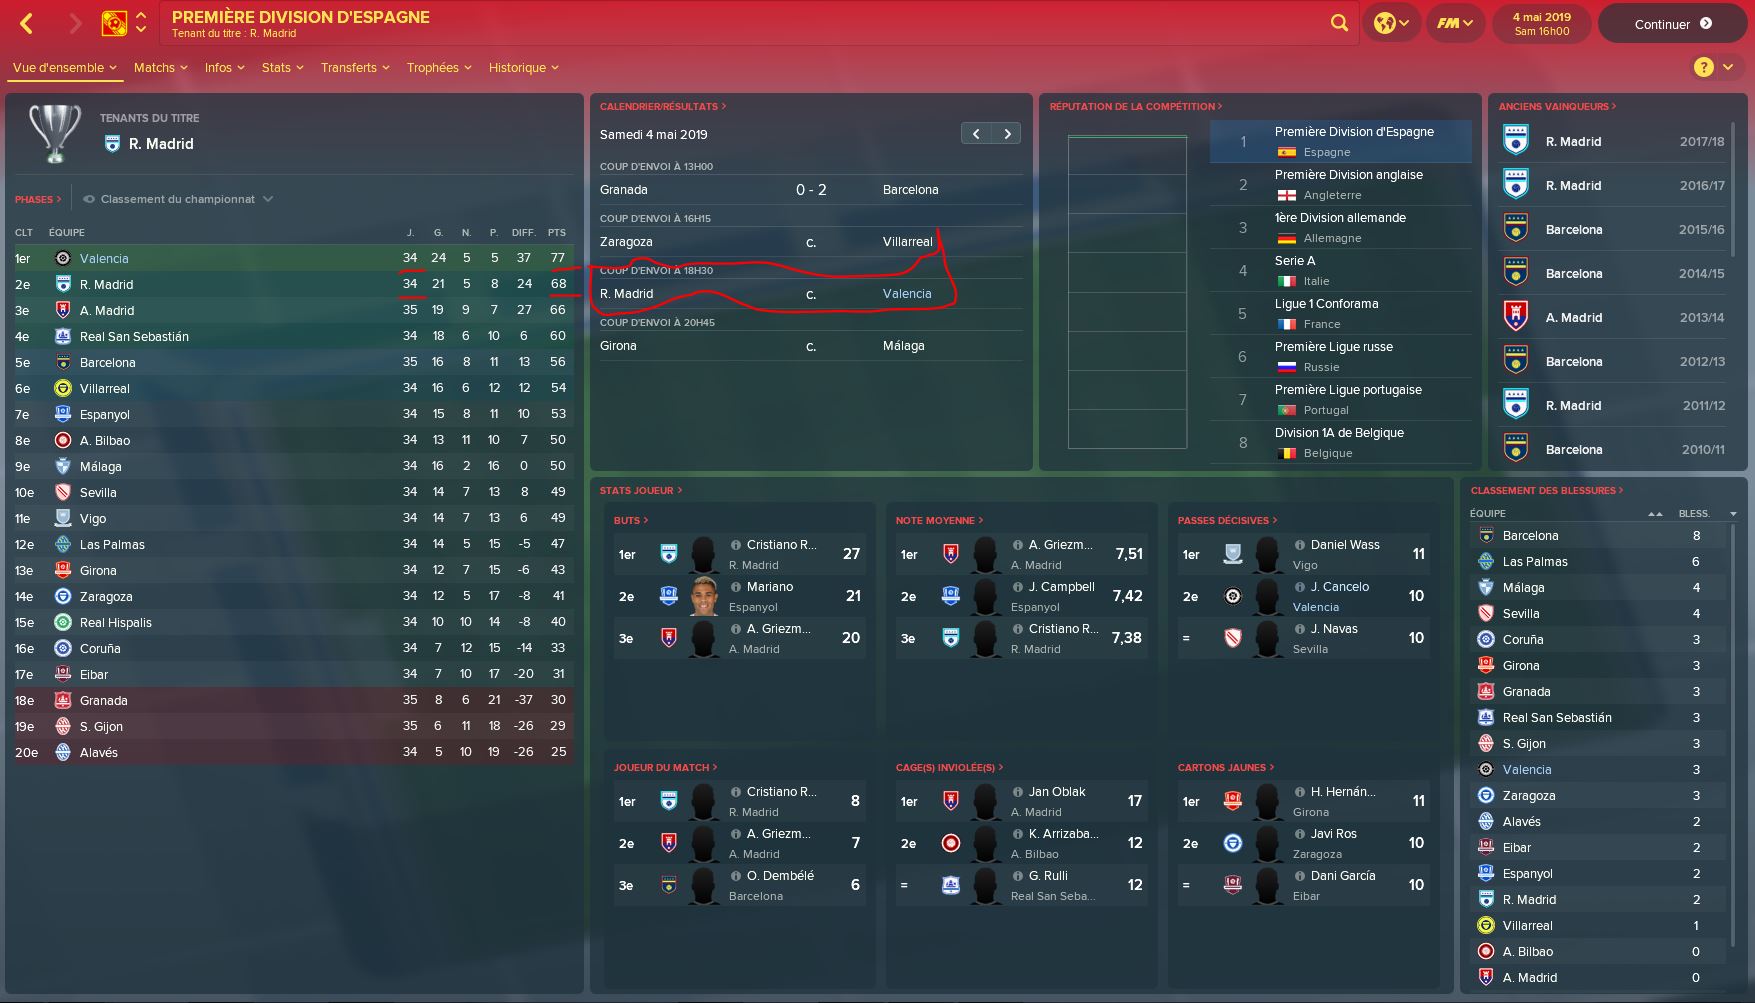 PREMIÈRE DIVISION D'ESPAGNE
Tenant du titre : R. Madrid
FM
4 mai 2019
Sam 16h00
Continuer
Vue d'ensemble Matchs Infos Stats Transferts Trophées Historique
?
TENANTS DU TITRE
R. Madrid
PHASES > Classement du championnat
CLT ÉQUIPE J. G. N. P. DIFF. PTS
1er Valencia 34 24 5 5 37 77
2e R. Madrid 34 21 5 8 24 68
3e A. Madrid 35 19 9 7 27 66
4e Real San Sebastián 34 18 6 10 6 60
5e Barcelona 35 16 8 11 13 56
6e Villarreal 34 16 6 12 12 54
7e Espanyol 34 15 8 11 10 53
8e A. Bilbao 34 13 11 10 7 50
9e Málaga 34 16 2 16 0 50
10e Sevilla 34 14 7 13 8 49
11e Vigo 34 14 7 13 6 49
12e Las Palmas 34 14 5 15 -5 47
13e Girona 34 12 7 15 -6 43
14e Zaragoza 34 12 5 17 -8 41
15e Real Hispalis 34 10 10 14 -8 40
16e Coruña 34 7 12 15 -14 33
17e Eibar 34 7 10 17 -20 31
18e Granada 35 8 6 21 -37 30
19e S. Gijon 35 6 11 18 -26 29
20e Alavés 34 5 10 19 -26 25
CALENDRIER/RÉSULTATS >
Samedi 4 mai 2019
COUP D'ENVOI À 13H00
Granada 0 - 2 Barcelona
COUP D'ENVOI À 16H15
Zaragoza c. Villarreal
COUP D'ENVOI À 18H30
R. Madrid c. Valencia
COUP D'ENVOI À 20H45
Girona c. Málaga
RÉPUTATION DE LA COMPÉTITION >
1 Première Division d'Espagne
Espagne
2 Première Division anglaise
Angleterre
3 1ère Division allemande
Allemagne
4 Serie A
Italie
5 Ligue 1 Conforama
France
6 Première Ligue russe
Russie
7 Première Ligue portugaise
Portugal
8 Division 1A de Belgique
Belgique
ANCIENS VAINQUEURS >
R. Madrid 2017/18
R. Madrid 2016/17
Barcelona 2015/16
Barcelona 2014/15
A. Madrid 2013/14
Barcelona 2012/13
R. Madrid 2011/12
Barcelona 2010/11
STATS JOUEUR >
BUTS >
1er Cristiano R... 27
R. Madrid
2e Mariano 21
Espanyol
3e A. Griezm... 20
A. Madrid
NOTE MOYENNE >
1er A. Griezm... 7,51
A. Madrid
2e J. Campbell 7,42
Espanyol
3e Cristiano R... 7,38
R. Madrid
PASSES DÉCISIVES >
1er Daniel Wass 11
Vigo
2e J. Cancelo 10
Valencia
= J. Navas 10
Sevilla
JOUEUR DU MATCH >
1er Cristiano R... 8
R. Madrid
2e A. Griezm... 7
A. Madrid
3e O. Dembélé 6
Barcelona
CAGE(S) INVIOLÉE(S) >
1er Jan Oblak 17
A. Madrid
2e K. Arrizaba... 12
A. Bilbao
= G. Rulli 12
Real San Seba...
CARTONS JAUNES >
1er H. Hernán... 11
Girona
2e Javi Ros 10
Zaragoza
= Dani García 10
Eibar
CLASSEMENT DES BLESSURES >
ÉQUIPE BLESS.
Barcelona 8
Las Palmas 6
Málaga 4
Sevilla 4
Coruña 3
Girona 3
Granada 3
Real San Sebastián 3
S. Gijon 3
Valencia 3
Zaragoza 3
Alavés 2
Eibar 2
Espanyol 2
R. Madrid 2
Villarreal 1
A. Bilbao 0
A. Madrid 0